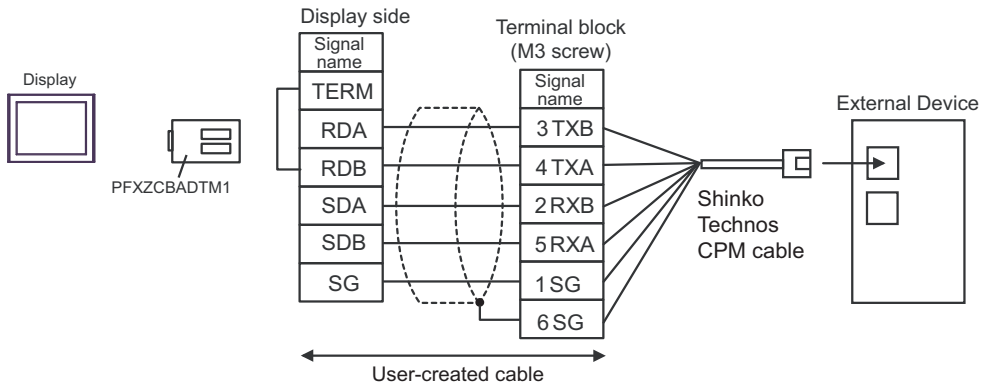 Display
PFXZCBADTM1
Display side
Signal
name
TERM
RDA
RDB
SDA
SDB
SG
Terminal block
(M3 screw)
Signal
name
3 TXB
4 TXA
2 RXB
5 RXA
1 SG
6 SG
Shinko
Technos
CPM cable
External Device
User-created cable